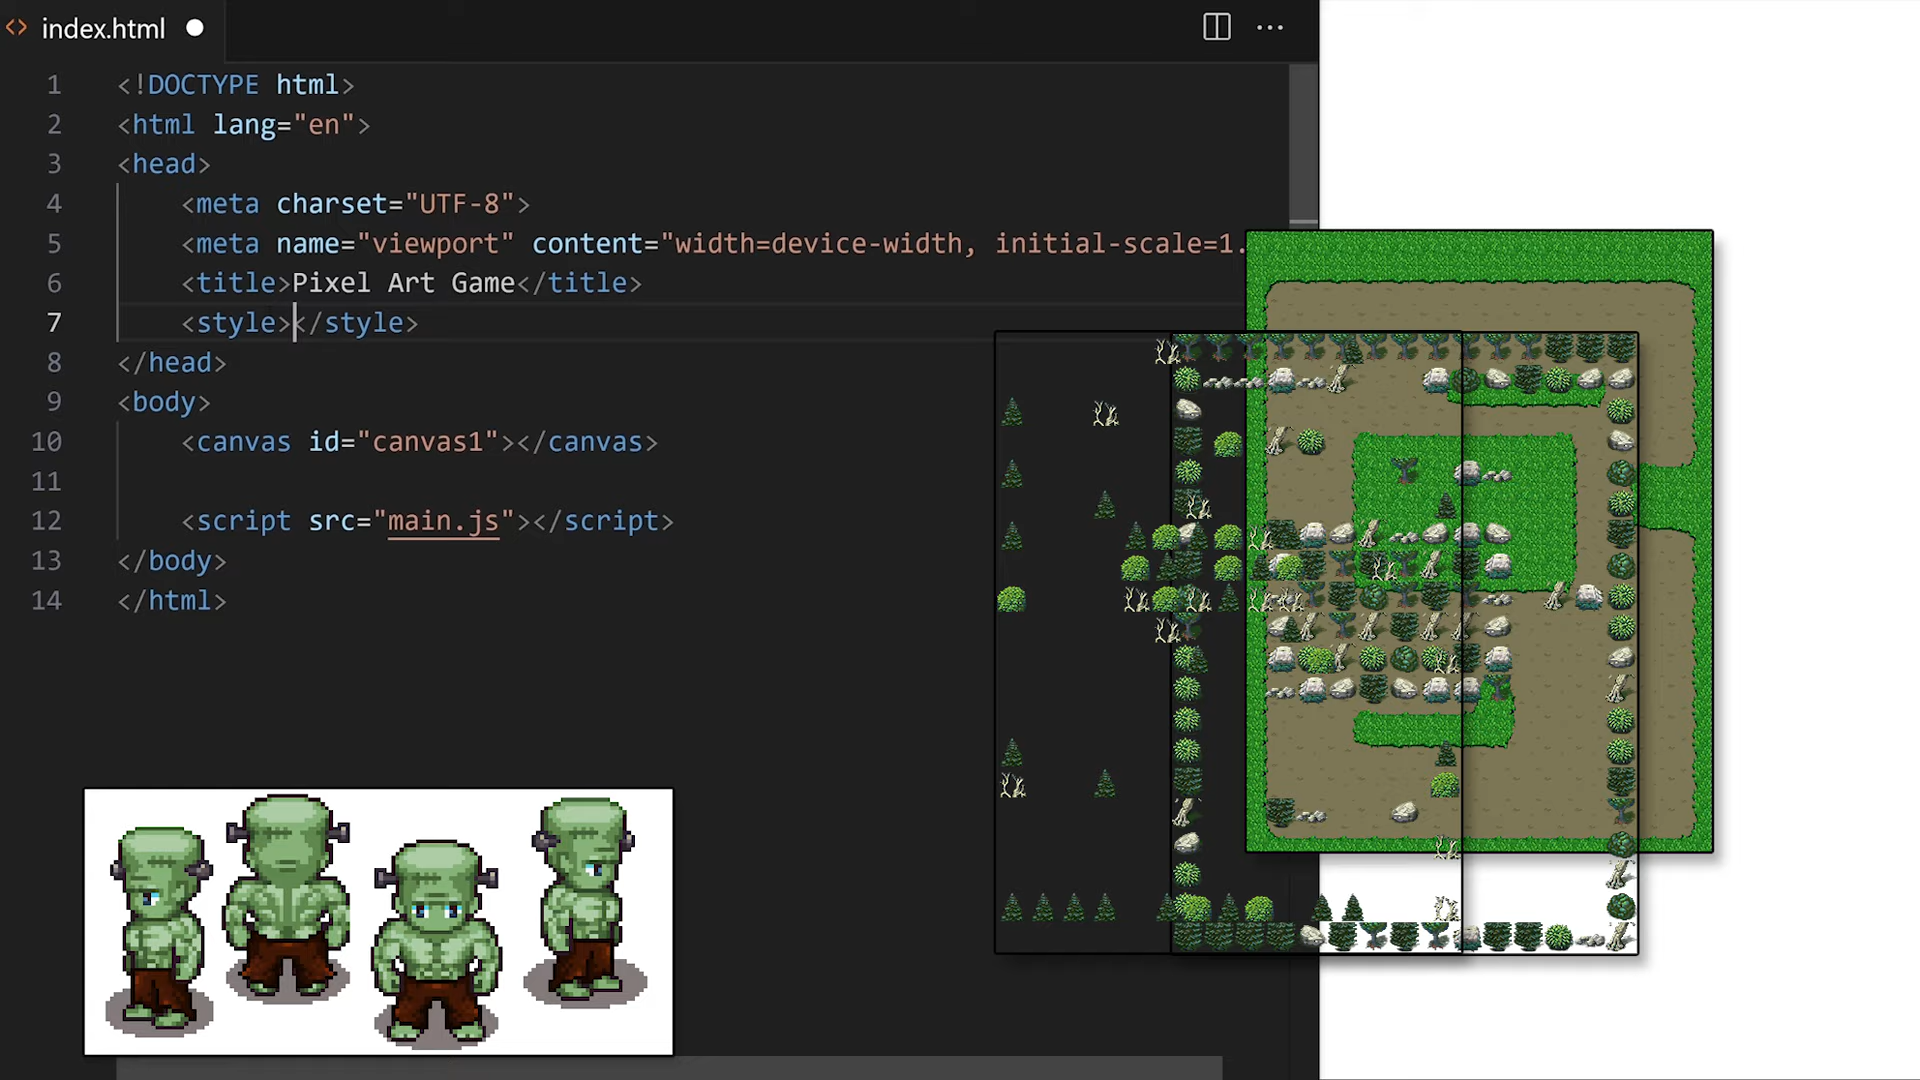 <> index.html
1 <!DOCTYPE html>
2 <html lang="en">
3 <head>
4 <meta charset="UTF-8">
5 <meta name="viewport" content="width=device-width, initial-scale=1.
6 <title>Pixel Art Game</title>
7 <style></style>
8 </head>
9 <body>
10 <canvas id="canvas1"></canvas>
11
12 <script src="main.js"></script>
13 </body>
14 </html>